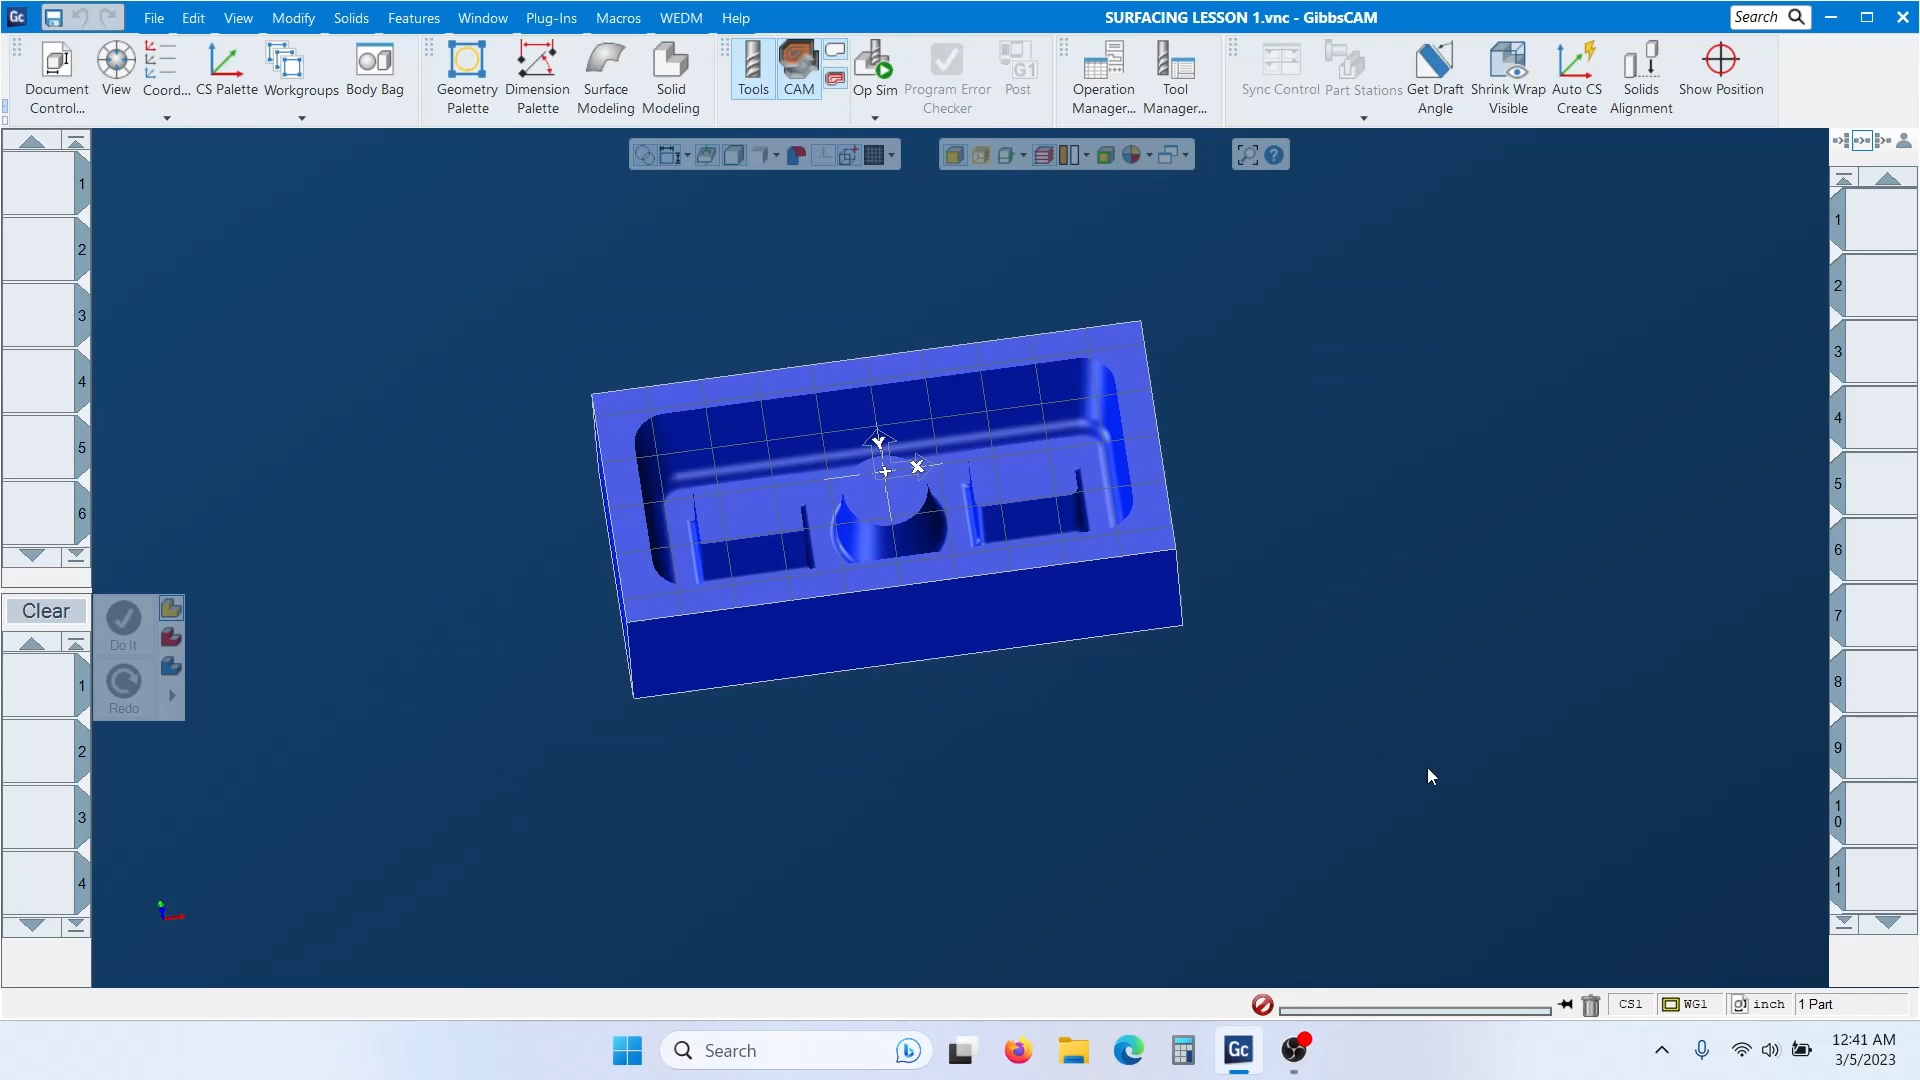 Gc
File Edit View Modify Solids Features Window Plug-Ins Macros WEDM Help
SURFACING LESSON 1.vnc - GibbsCAM
Search
Document Control...
View
Coord...
CS Palette
Workgroups
Body Bag
Geometry Palette
Dimension Palette
Surface Modeling
Solid Modeling
Tools
CAM
Op Sim
Program Error Checker
G1
Post
Operation Manager...
Tool Manager...
Sync Control
Part Stations
Get Draft Angle
Shrink Wrap Visible
Auto CS Create
Solids Alignment
Show Position
1
2
3
4
5
6
Clear
Do It
Redo
1
2
3
4
Y
X
1
2
3
4
5
6
7
8
9
10
11
CS1
WG1
inch
1 Part
Search
Gc
12:41 AM
3/5/2023